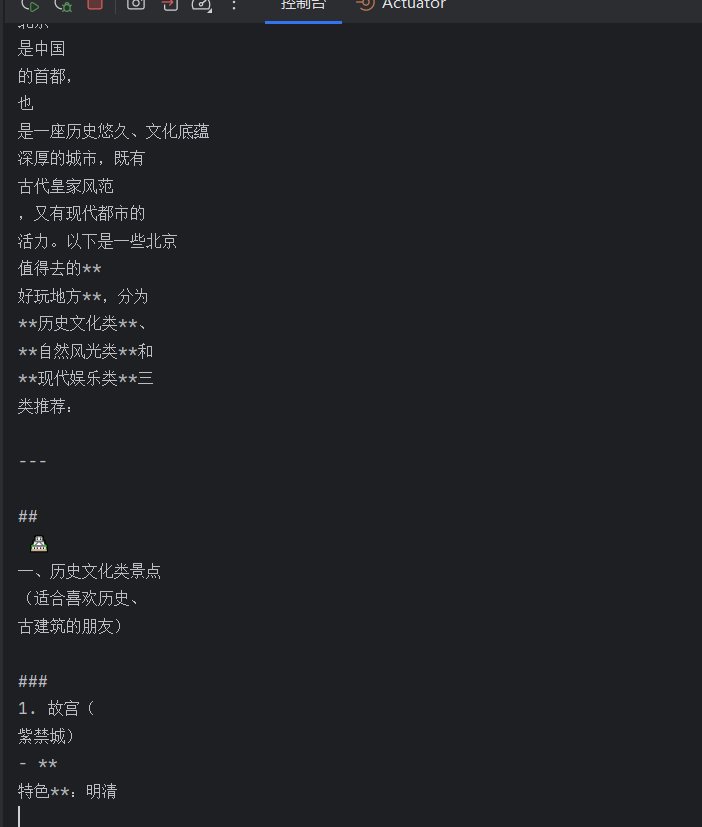 控制台 Actuator
北京
是中国
的首都，
也
是一座历史悠久、文化底蕴
深厚的城市，既有
古代皇家风范
，又有现代都市的
活力。以下是一些北京
值得去的**
好玩地方**，分为
**历史文化类**、
**自然风光类**和
**现代娱乐类**三
类推荐：
---
##
一、历史文化类景点
（适合喜欢历史、
古建筑的朋友）
###
1. 故宫（
紫禁城）
- **
特色**：明清